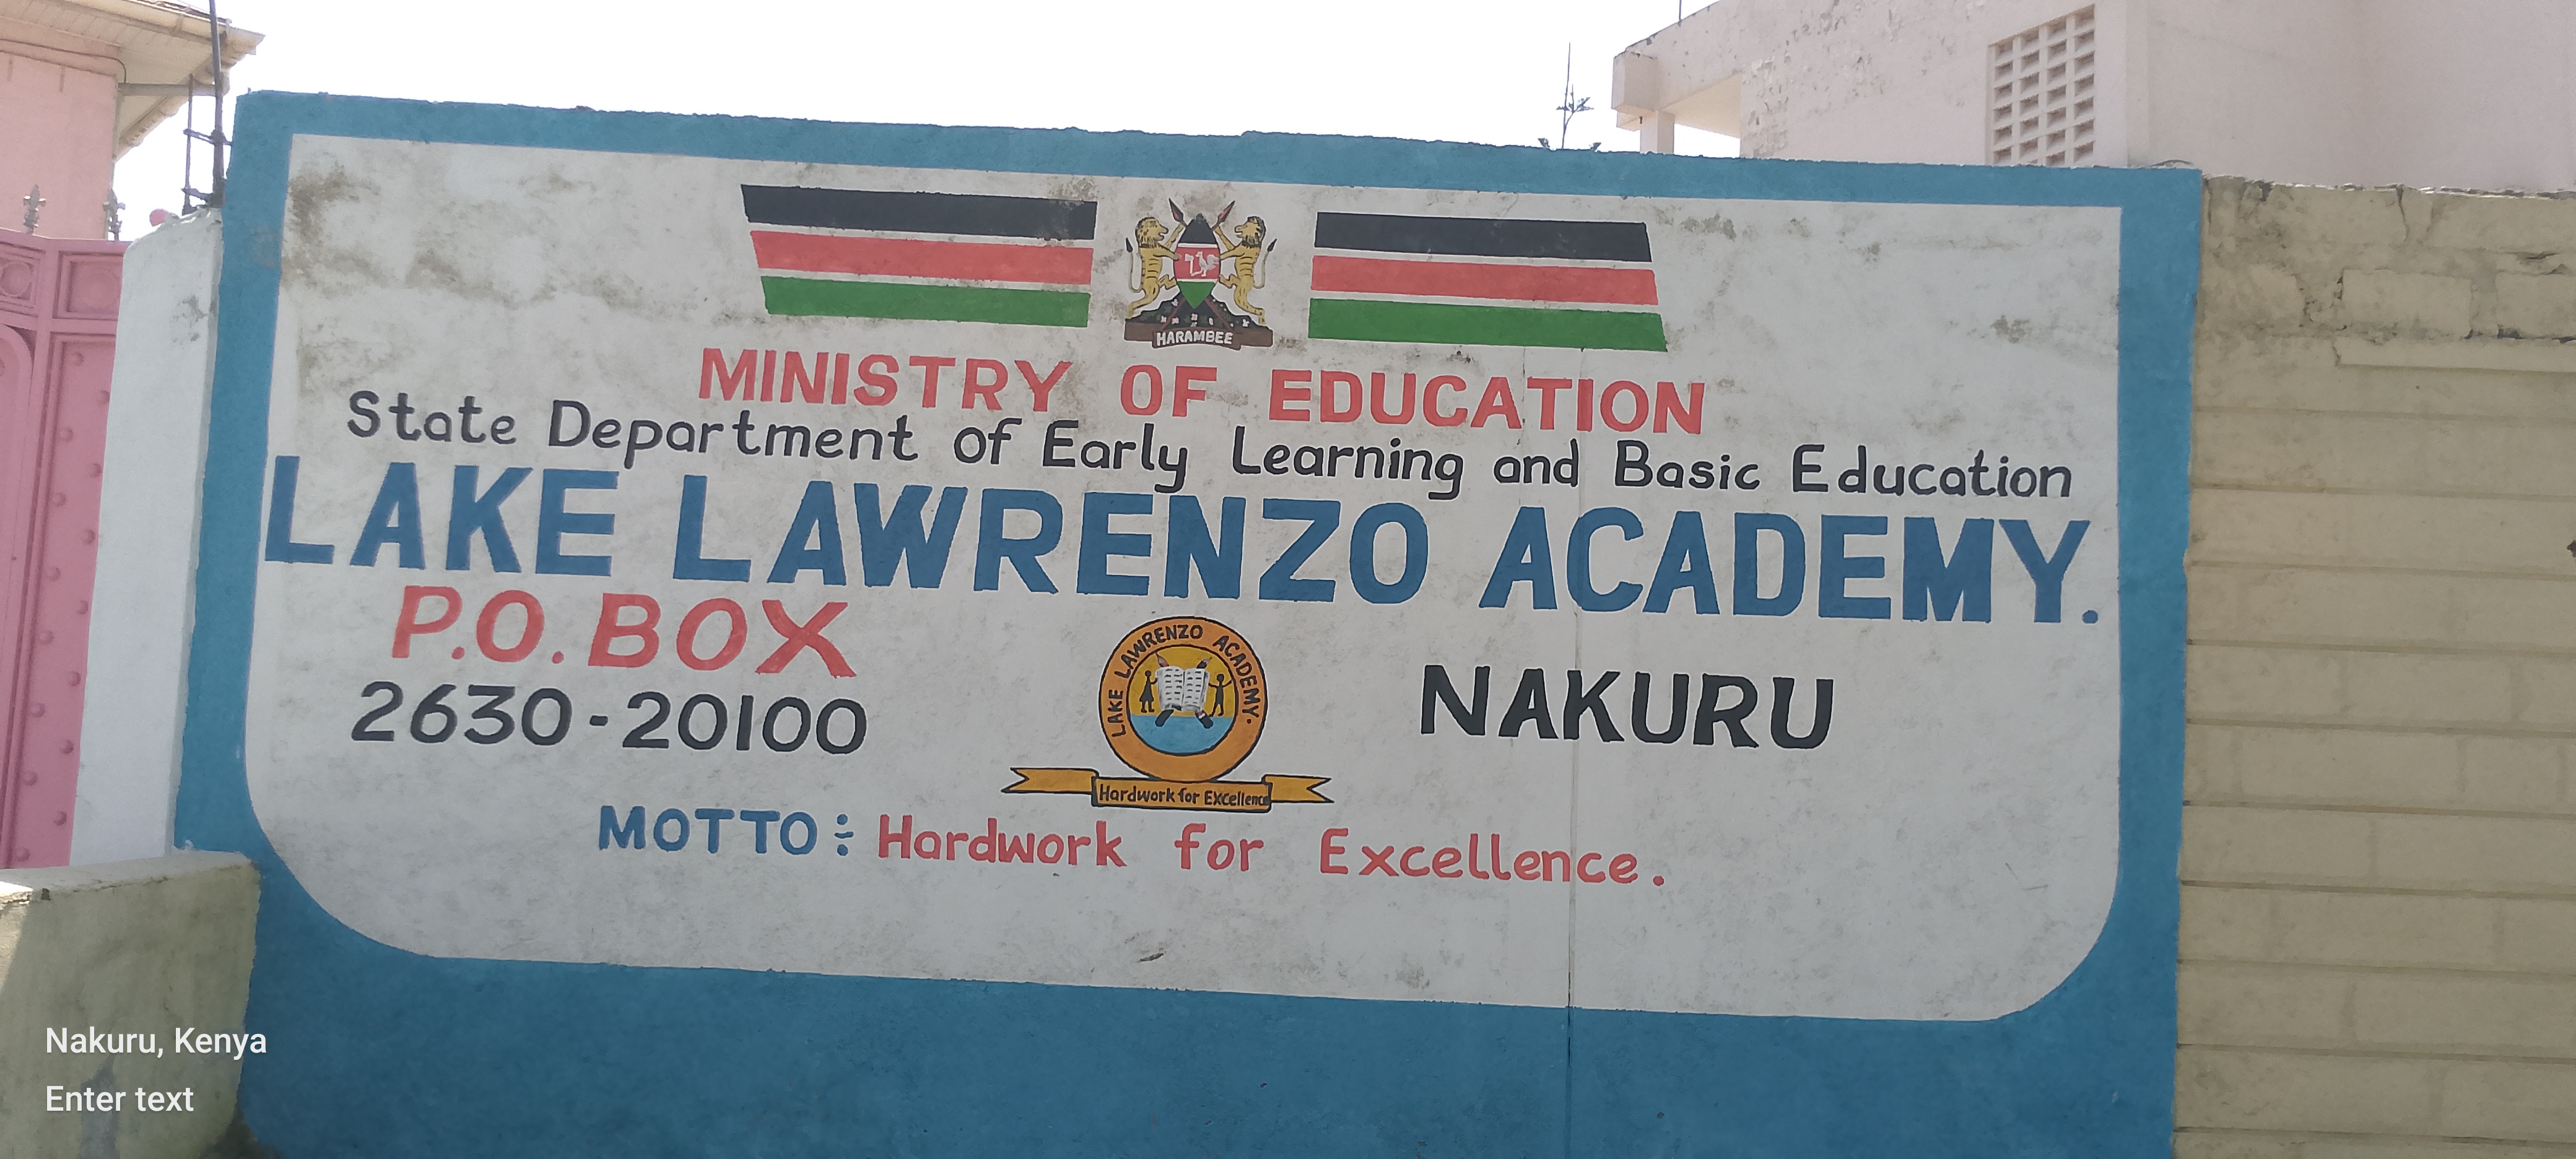 HARAMBEE
MINISTRY OF EDUCATION
State Department of Early Learning and Basic Education
LAKE LAWRENZO ACADEMY.
P.O. BOX
2630-20100
LAKE LAWRENZO ACADEMY.
Hardwork for Excellence
NAKURU
MOTTO: Hardwork for Excellence.
Nakuru, Kenya
Enter text